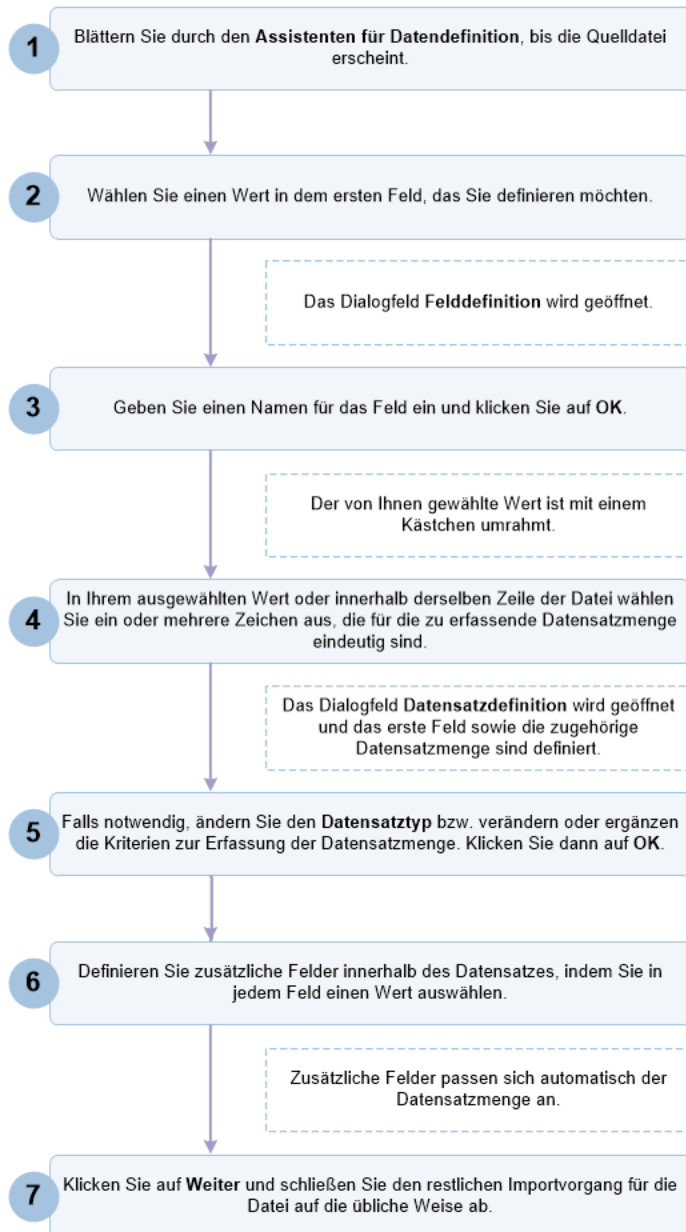 1
Blättern Sie durch den Assistenten für Datendefinition, bis die Quelldatei
erscheint.
2
Wählen Sie einen Wert in dem ersten Feld, das Sie definieren möchten.
Das Dialogfeld Felddefinition wird geöffnet.
3
Geben Sie einen Namen für das Feld ein und klicken Sie auf OK.
Der von Ihnen gewählte Wert ist mit einem
Kästchen umrahmt.
4
In Ihrem ausgewählten Wert oder innerhalb derselben Zeile der Datei wählen
Sie ein oder mehrere Zeichen aus, die für die zu erfassende Datensatzmenge
eindeutig sind.
Das Dialogfeld Datensatzdefinition wird geöffnet
und das erste Feld sowie die zugehörige
Datensatzmenge sind definiert.
5
Falls notwendig, ändern Sie den Datensatztyp bzw. verändern oder ergänzen
die Kriterien zur Erfassung der Datensatzmenge. Klicken Sie dann auf OK.
6
Definieren Sie zusätzliche Felder innerhalb des Datensatzes, indem Sie in
jedem Feld einen Wert auswählen.
Zusätzliche Felder passen sich automatisch der
Datensatzmenge an.
7
Klicken Sie auf Weiter und schließen Sie den restlichen Importvorgang für die
Datei auf die übliche Weise ab.